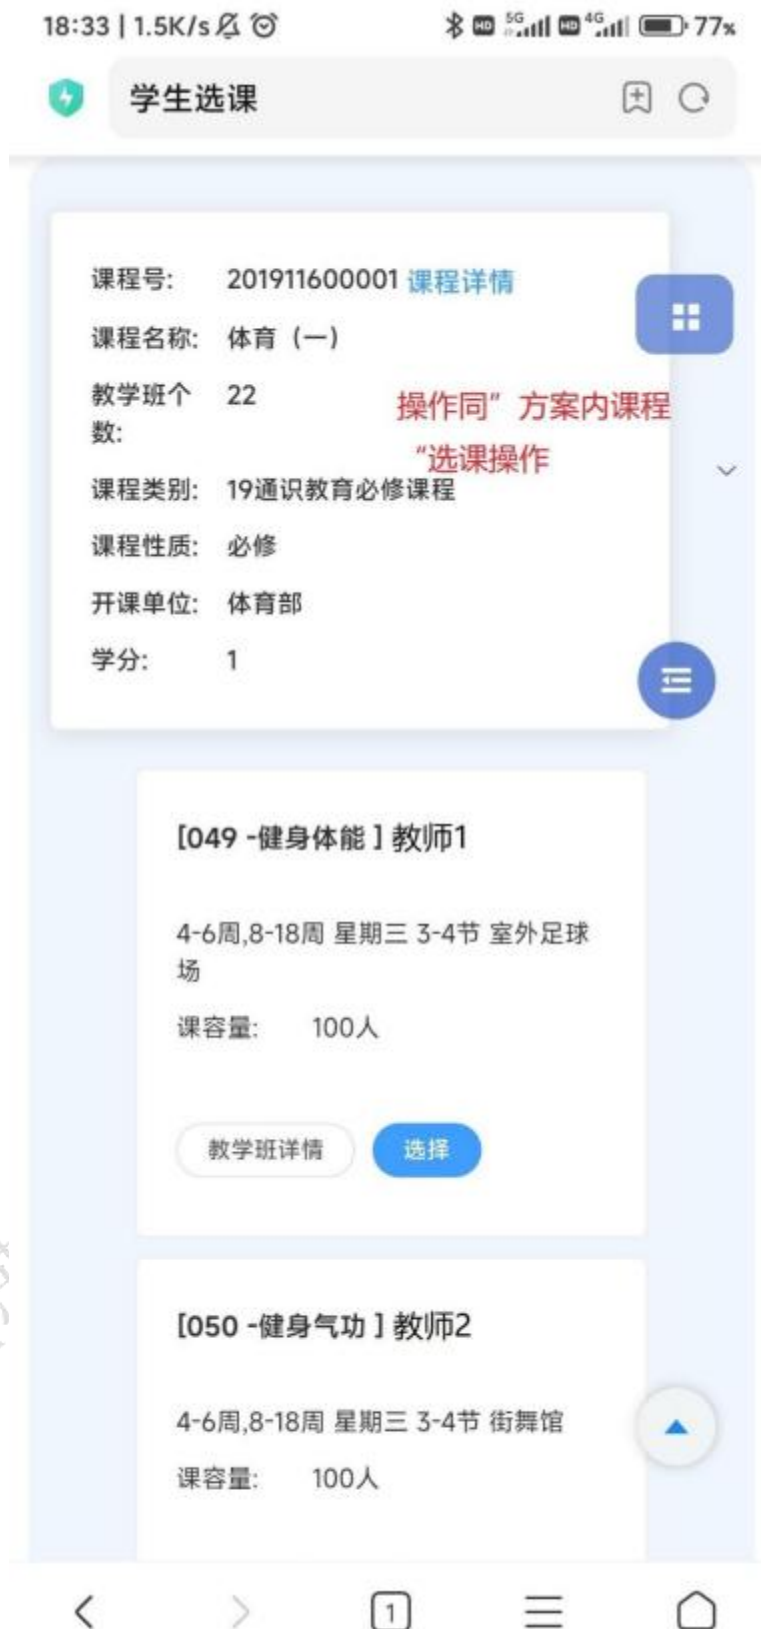 18:33 | 1.5K/s
HD 5G HD 4G 77%
学生选课
课程号: 201911600001 课程详情
课程名称: 体育（一）
教学班个数: 22
操作同”方案内课程
“选课操作
课程类别: 19通识教育必修课程
课程性质: 必修
开课单位: 体育部
学分: 1
[049 -健身体能 ] 教师1
4-6周,8-18周 星期三 3-4节 室外足球
场
课容量: 100人
教学班详情 选择
[050 -健身气功 ] 教师2
4-6周,8-18周 星期三 3-4节 街舞馆
课容量: 100人
1